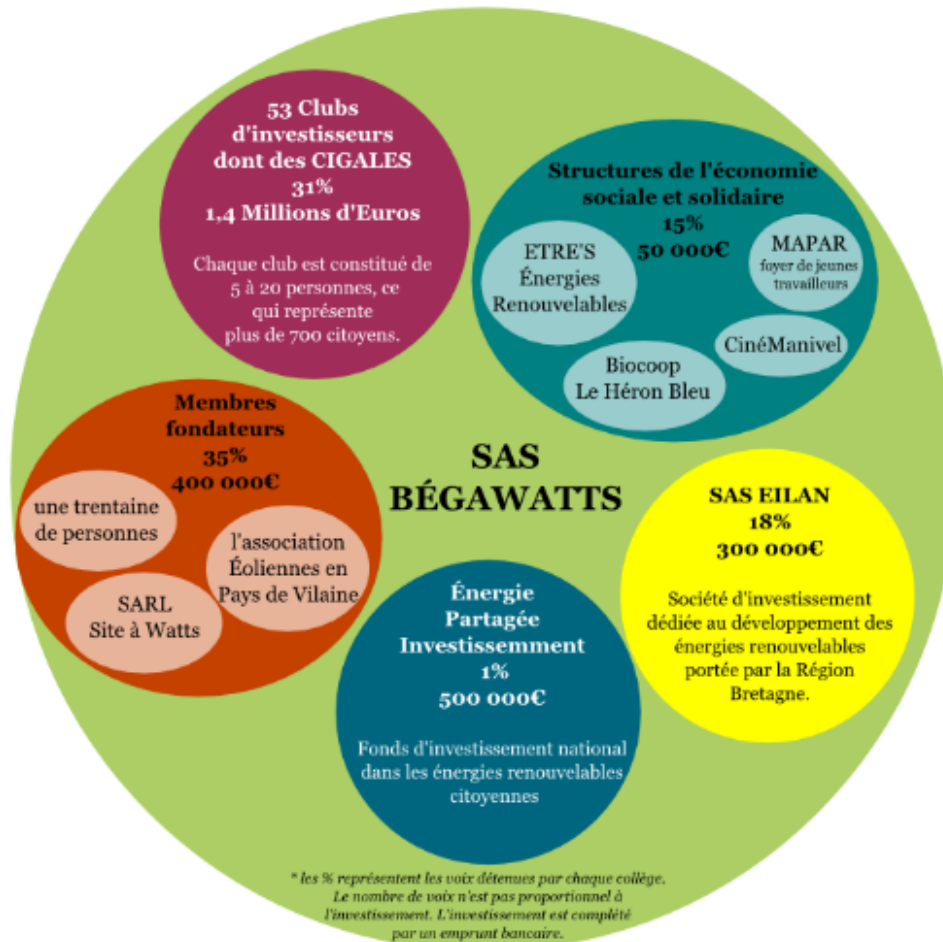 53 Clubs
d'investisseurs
dont des CIGALES
31%
1,4 Millions d'Euros
Chaque club est constitué de
5 à 20 personnes, ce
qui représente
plus de 700 citoyens.
Structures de l'économie
sociale et solidaire
15%
50 000€
ETRE'S
Énergies
Renouvelables
MAPAR
foyer de jeunes
travailleurs
CinéManivel
Biocoop
Le Héron Bleu
Membres
fondateurs
35%
400 000€
une trentaine
de personnes
l'association
Éoliennes en
Pays de Vilaine
SARL
Site à Watts
SAS
BÉGAWATTS
SAS EILAN
18%
300 000€
Société d'investissement
dédiée au développement des
énergies renouvelables
portée par la Région
Bretagne.
Énergie
Partagée
Investissemment
1%
500 000€
Fonds d'investissement national
dans les énergies renouvelables
citoyennes
* les % représentent les voix détenues par chaque collège.
Le nombre de voix n'est pas proportionnel à
l'investissement. L'investissement est complété
par un emprunt bancaire.